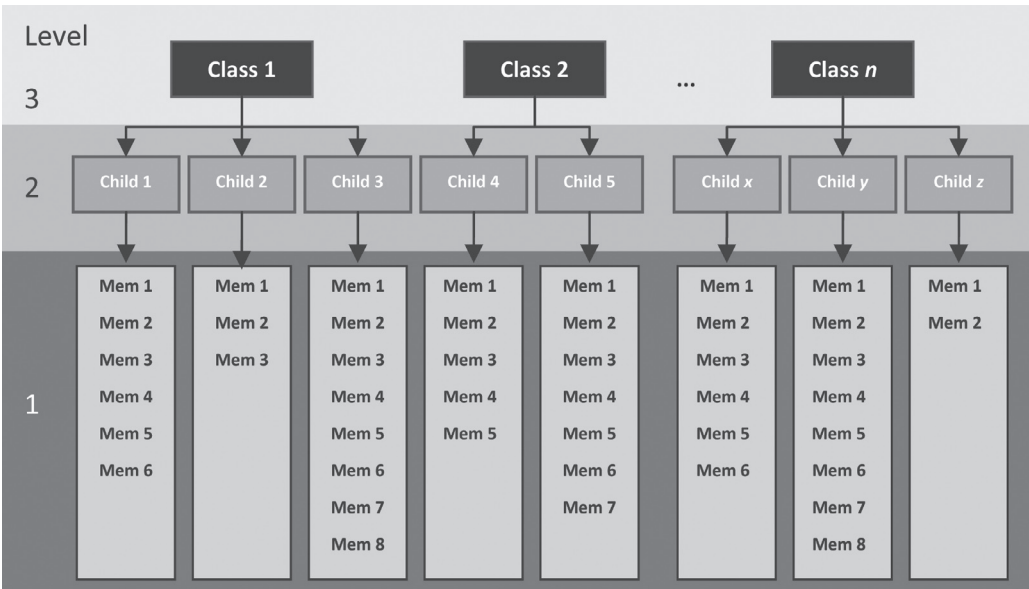 Level
Class 1 Class 2 ... Class n
3
2
Child 1 Child 2 Child 3 Child 4 Child 5 Child x Child y Child z
1
Mem 1 Mem 1 Mem 1 Mem 1 Mem 1 Mem 1 Mem 1 Mem 1
Mem 2 Mem 2 Mem 2 Mem 2 Mem 2 Mem 2 Mem 2 Mem 2
Mem 3 Mem 3 Mem 3 Mem 3 Mem 3 Mem 3 Mem 3
Mem 4 Mem 4 Mem 4 Mem 4 Mem 4 Mem 4
Mem 5 Mem 5 Mem 5 Mem 5 Mem 5 Mem 5
Mem 6 Mem 6 Mem 6 Mem 6 Mem 6
Mem 7 Mem 7 Mem 7
Mem 8 Mem 8